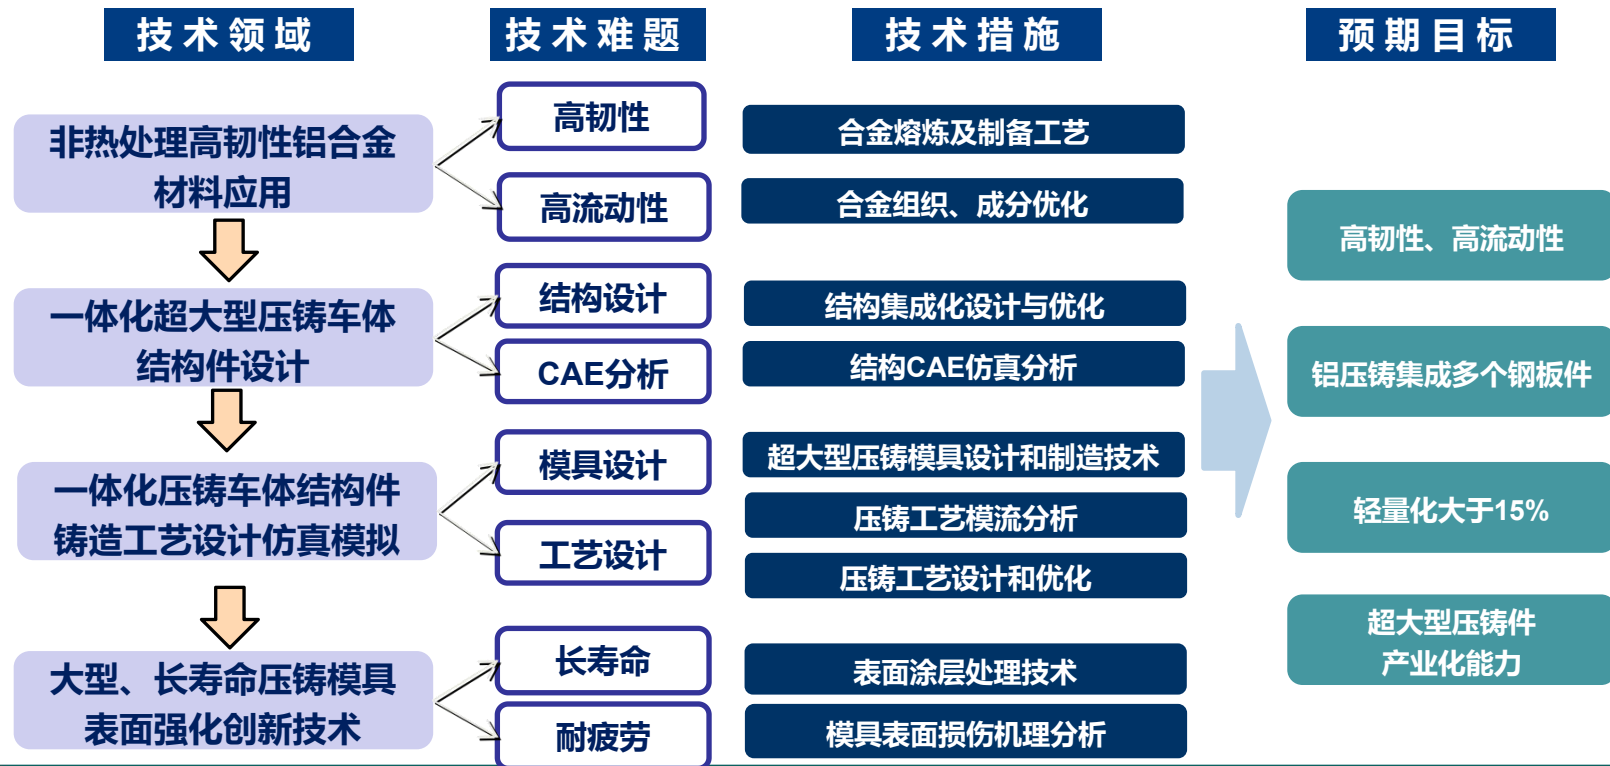 技术领域
技术难题
技术措施
预期目标
非热处理高韧性铝合金
材料应用
高韧性
高流动性
合金熔炼及制备工艺
合金组织、成分优化
一体化超大型压铸车体
结构件设计
结构设计
CAE分析
结构集成化设计与优化
结构CAE仿真分析
一体化压铸车体结构件
铸造工艺设计仿真模拟
模具设计
工艺设计
超大型压铸模具设计和制造技术
压铸工艺模流分析
压铸工艺设计和优化
大型、长寿命压铸模具
表面强化创新技术
长寿命
耐疲劳
表面涂层处理技术
模具表面损伤机理分析
高韧性、高流动性
铝压铸集成多个钢板件
轻量化大于15%
超大型压铸件
产业化能力